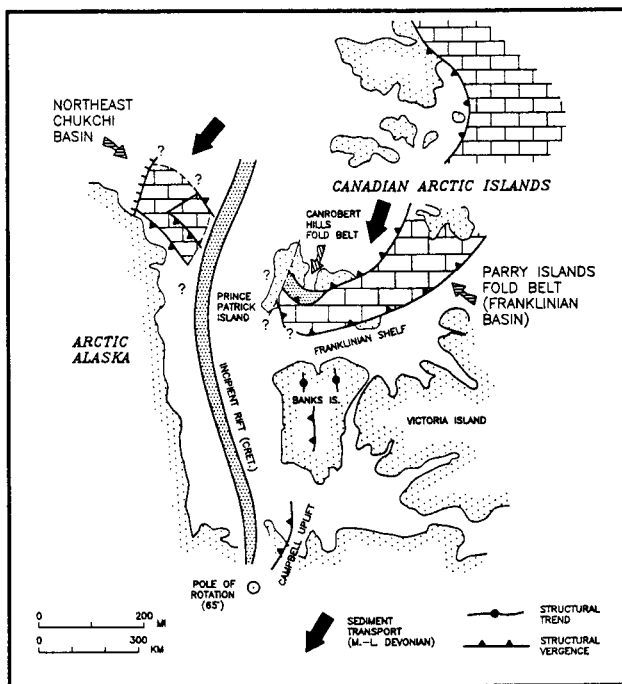 NORTHEAST
CHUKCHI
BASIN
?
?
?
?
CANADIAN ARCTIC ISLANDS
CANROBERT
HILLS
FOLD BELT
?
PRINCE
PATRICK
ISLAND
?
?
PARRY ISLANDS
FOLD BELT
(FRANKLINIAN
BASIN)
ARCTIC
ALASKA
FRANKLINIAN SHELF
INCIPIENT RIFT (CRET.)
BANKS IS.
VICTORIA ISLAND
CAMPBELL UPLIFT
POLE OF
ROTATION
(65°)
0 200
MI
0 300
KM
SEDIMENT
TRANSPORT
(M.–L. DEVONIAN)
STRUCTURAL
TREND
STRUCTURAL
VERGENCE